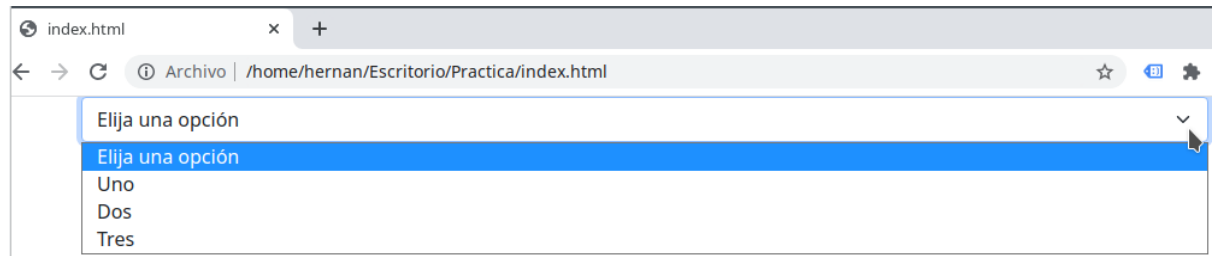 index.html
Archivo | /home/hernan/Escritorio/Practica/index.html
Elija una opción
Elija una opción
Uno
Dos
Tres